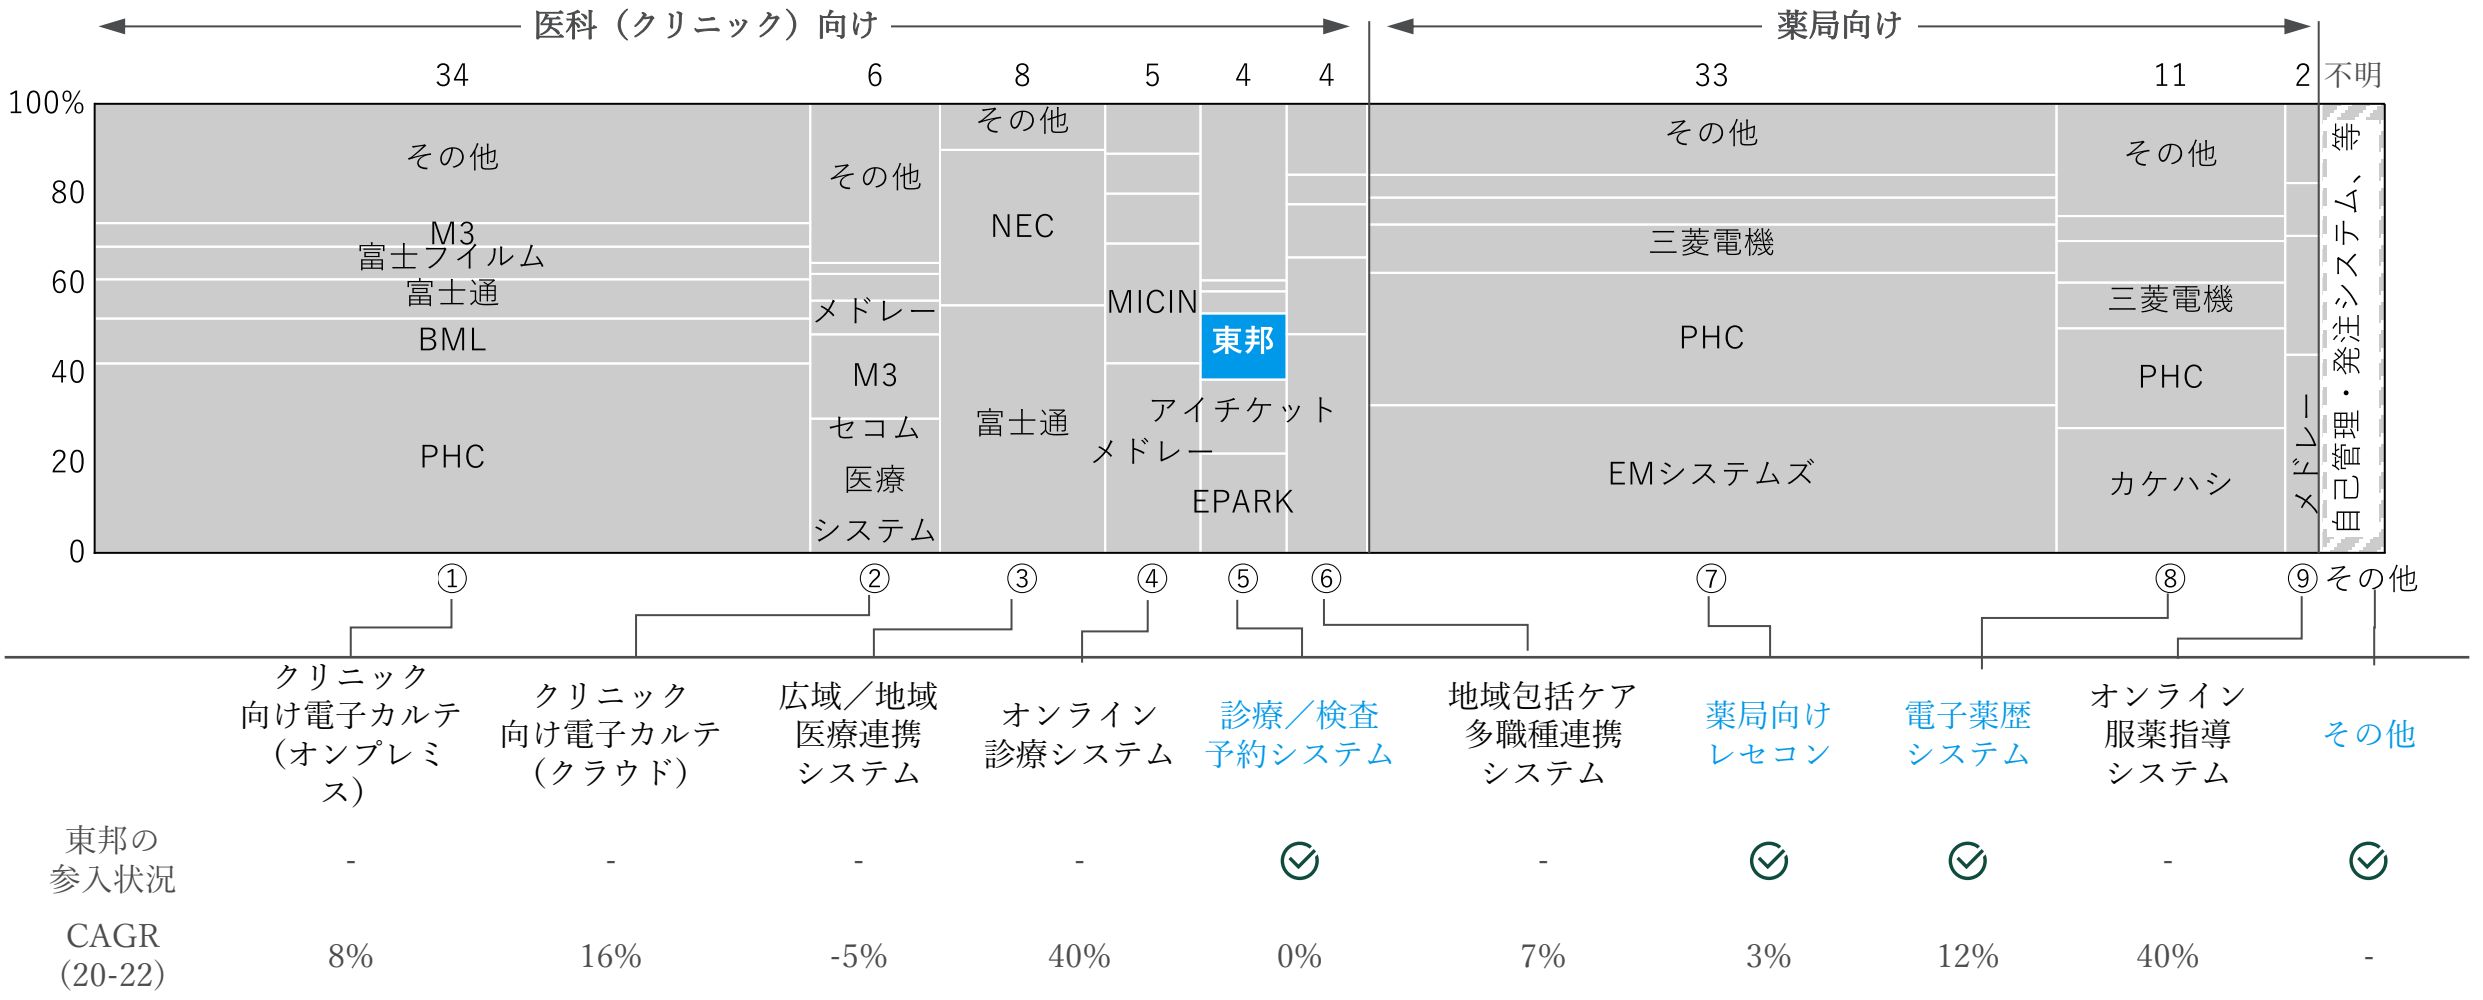 医科（クリニック）向け
薬局向け
34
6
8
5
4
4
33
11
2
不明
100%
80
60
40
20
0
その他
M3
富士フイルム
富士通
BML
PHC
その他
メドレー
M3
セコム
医療
システム
その他
NEC
富士通
MICIN
メドレー
東邦
アイチケット
EPARK
その他
三菱電機
PHC
EMシステムズ
その他
三菱電機
PHC
カケハシ
メドレー
自己管理・発注システム、等
①
②
③
④
⑤
⑥
⑦
⑧
⑨
その他
クリニック
向け電子カルテ
（オンプレミ
ス）
クリニック
向け電子カルテ
（クラウド）
広域／地域
医療連携
システム
オンライン
診療システム
診療／検査
予約システム
地域包括ケア
多職種連携
システム
薬局向け
レセコン
電子薬歴
システム
オンライン
服薬指導
システム
その他
東邦の
参入状況
-
-
-
-
-
-
CAGR
（20-22）
8%
16%
-5%
40%
0%
7%
3%
12%
40%
-